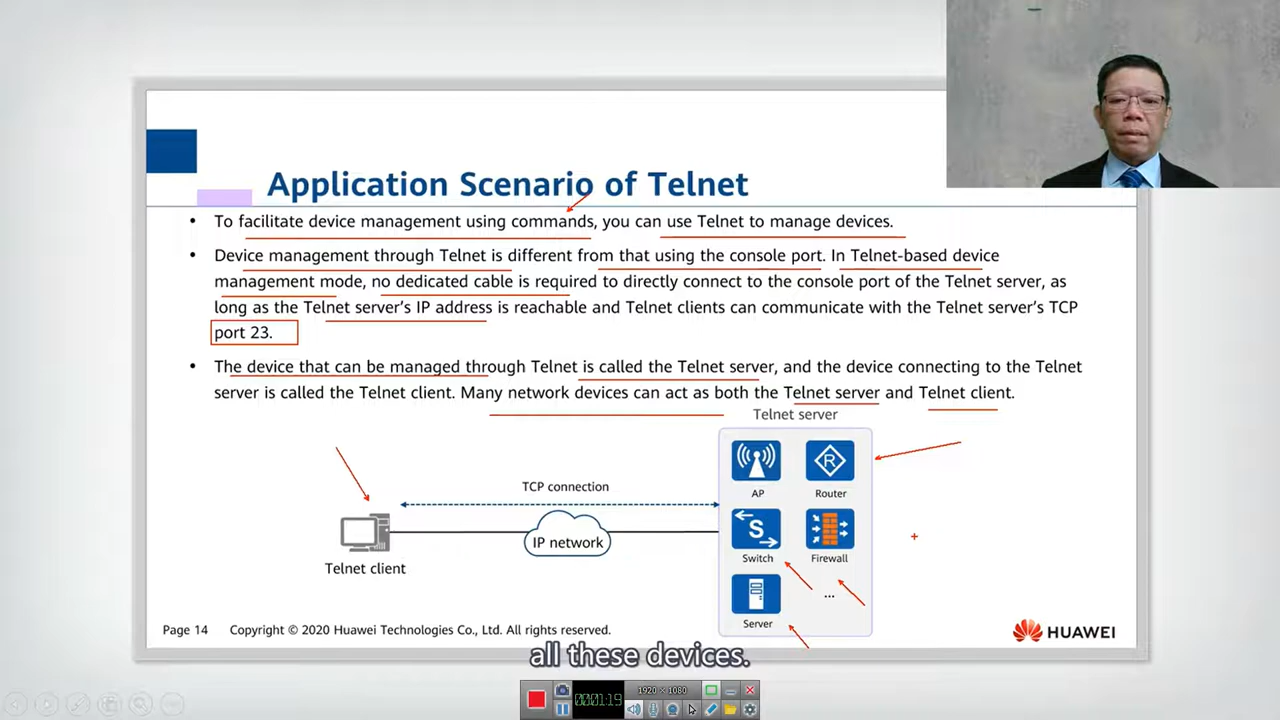 Application Scenario of Telnet
• To facilitate device management using commands, you can use Telnet to manage devices.
• Device management through Telnet is different from that using the console port. In Telnet-based device
management mode, no dedicated cable is required to directly connect to the console port of the Telnet server, as
long as the Telnet server's IP address is reachable and Telnet clients can communicate with the Telnet server's TCP
port 23.
• The device that can be managed through Telnet is called the Telnet server, and the device connecting to the Telnet
server is called the Telnet client. Many network devices can act as both the Telnet server and Telnet client.
Telnet server
AP
R
Router
TCP connection
IP network
Telnet client
S
Switch
Firewall
Server
...
Page 14 Copyright © 2020 Huawei Technologies Co., Ltd. All rights reserved.
HUAWEI
all these devices.
000:1:19
1920 × 1080